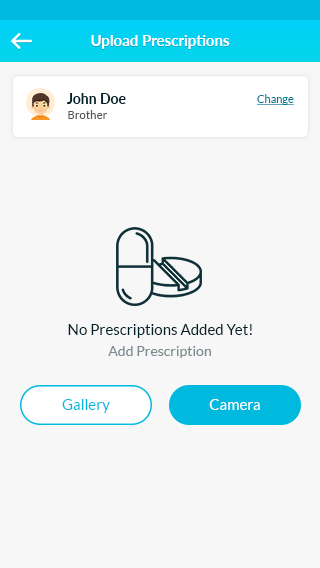 Upload Prescriptions
John Doe
Change
Brother
No Prescriptions Added Yet!
Add Prescription
Gallery
Camera